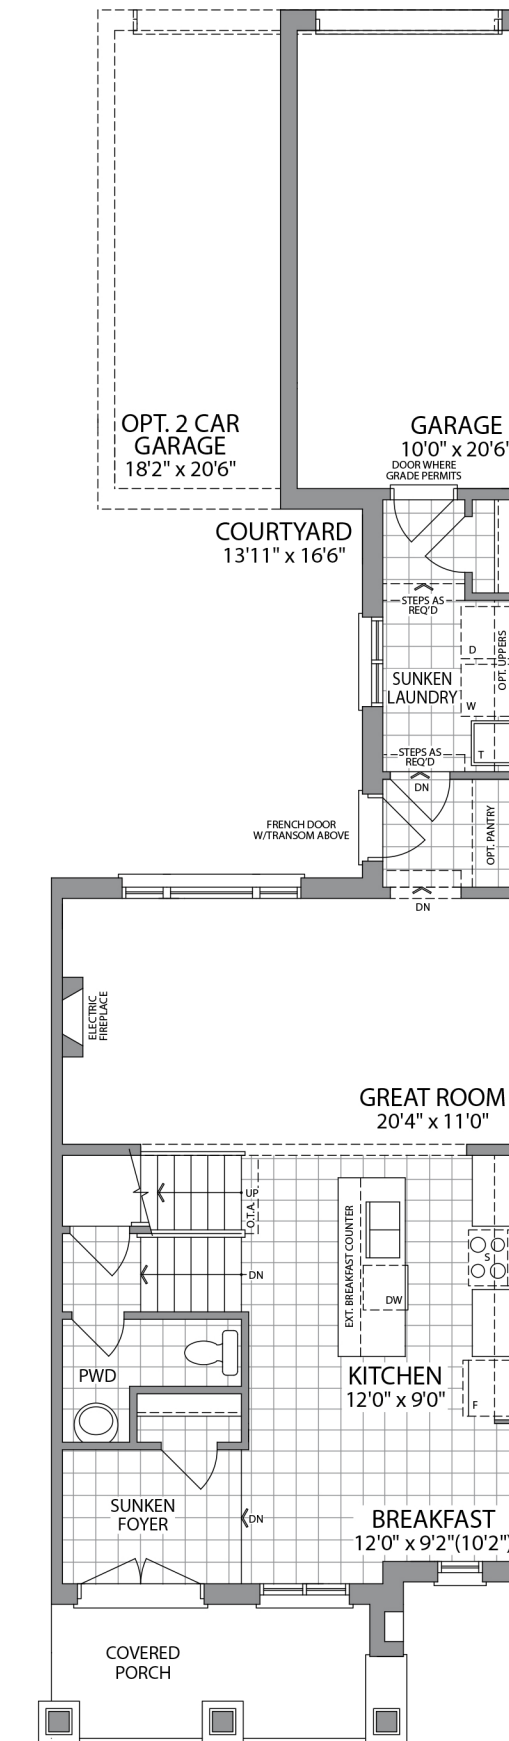 OPT. 2 CAR
GARAGE
18'2" x 20'6"
GARAGE
10'0" x 20'6"
DOOR WHERE
GRADE PERMITS
COURTYARD
13'11" x 16'6"
STEPS AS
REQ'D
D
OPT. UPPERS
SUNKEN
LAUNDRY
W
T
STEPS AS
REQ'D
DN
FRENCH DOOR
W/TRANSOM ABOVE
OPT. PANTRY
DN
ELECTRIC
FIREPLACE
GREAT ROOM
20'4" x 11'0"
UP
O.T.A.
DN
EXT. BREAKFAST COUNTER
S
DW
PWD
KITCHEN
12'0" x 9'0"
F
SUNKEN
FOYER
DN
BREAKFAST
12'0" x 9'2"(10'2")
COVERED
PORCH